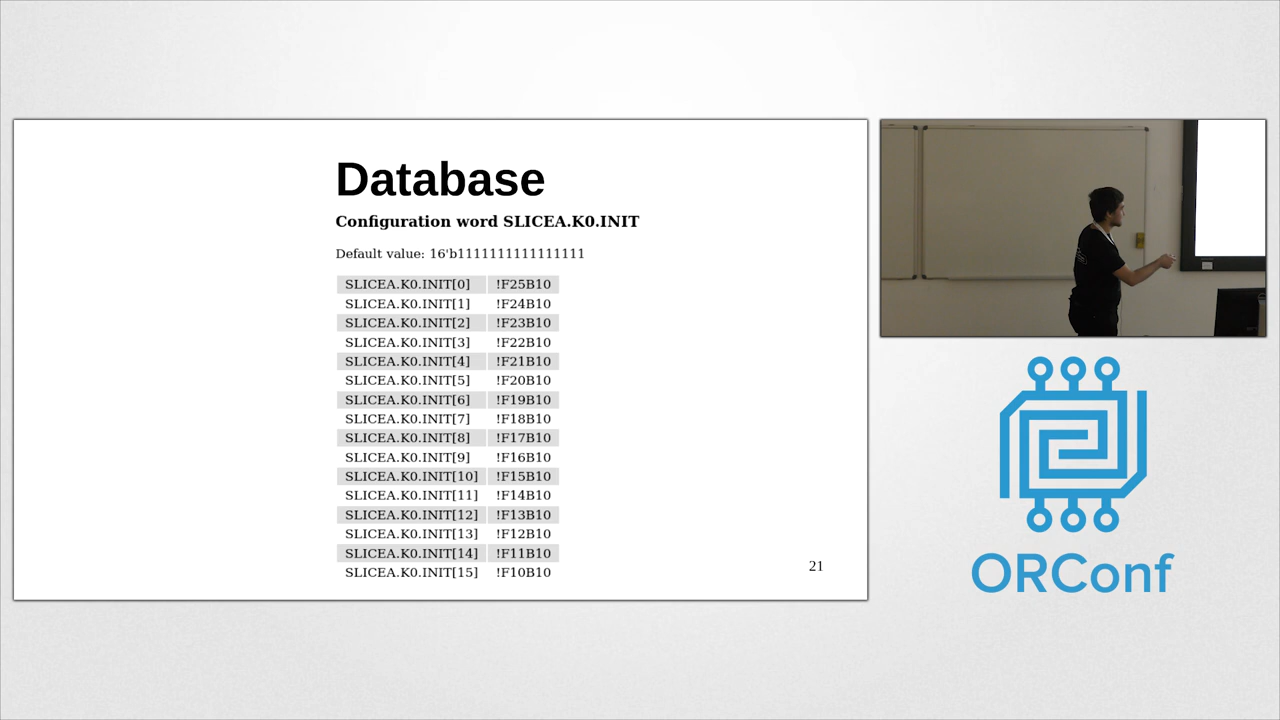 Database
Configuration word SLICEA.K0.INIT
Default value: 16'b1111111111111111
SLICEA.K0.INIT[0] !F25B10
SLICEA.K0.INIT[1] !F24B10
SLICEA.K0.INIT[2] !F23B10
SLICEA.K0.INIT[3] !F22B10
SLICEA.K0.INIT[4] !F21B10
SLICEA.K0.INIT[5] !F20B10
SLICEA.K0.INIT[6] !F19B10
SLICEA.K0.INIT[7] !F18B10
SLICEA.K0.INIT[8] !F17B10
SLICEA.K0.INIT[9] !F16B10
SLICEA.K0.INIT[10] !F15B10
SLICEA.K0.INIT[11] !F14B10
SLICEA.K0.INIT[12] !F13B10
SLICEA.K0.INIT[13] !F12B10
SLICEA.K0.INIT[14] !F11B10
SLICEA.K0.INIT[15] !F10B10
21
ORConf